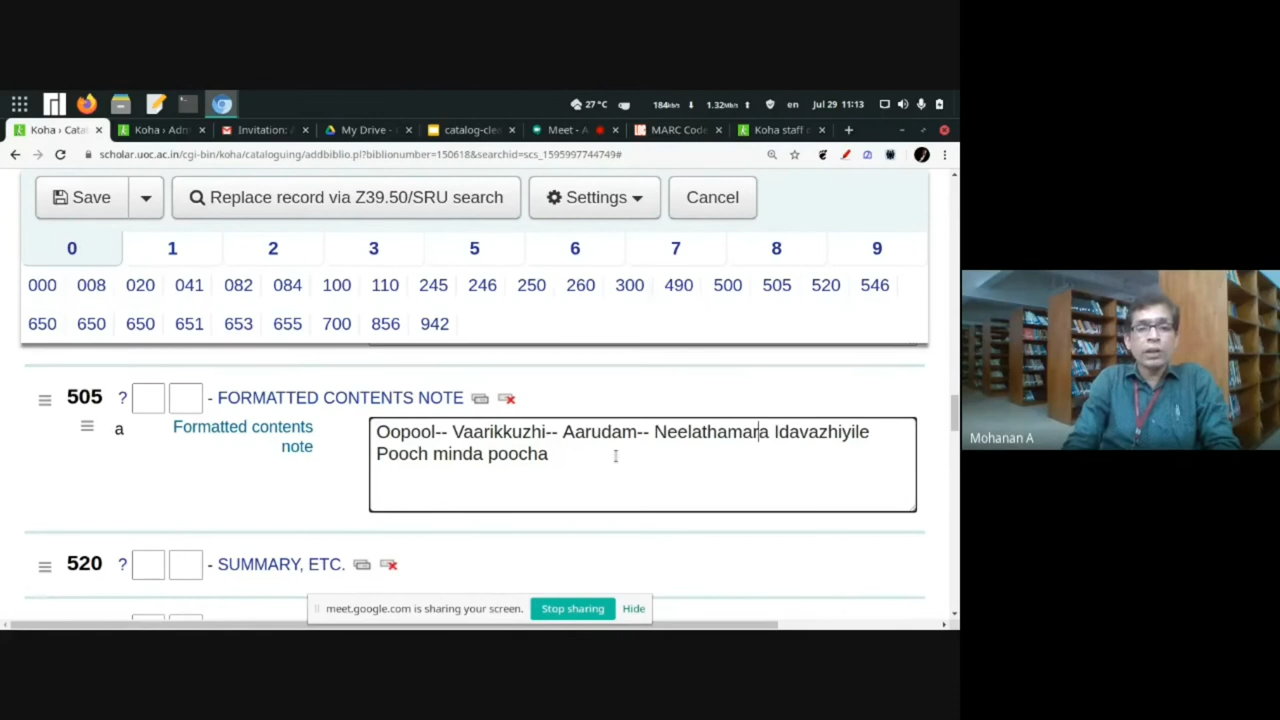 27 °C
184kb/s
1.32Mb/s
en
Jul 29 11:13
Koha › Cata
Koha › Adm
Invitation: A
My Drive -
catalog-clea
Meet - A
MARC Code
Koha staff c
scholar.uoc.ac.in/cgi-bin/koha/cataloguing/addbiblio.pl?biblionumber=150618&searchid=scs_1595997744749#
Save
Replace record via Z39.50/SRU search
Settings
Cancel
0 1 2 3 5 6 7 8 9
000 008 020 041 082 084 100 110 245 246 250 260 300 490 500 505 520 546
650 650 650 651 653 655 700 856 942
505 ? - FORMATTED CONTENTS NOTE
a Formatted contents
note
Oopool-- Vaarikkuzhi-- Aarudam-- Neelathamara Idavazhiyile
Pooch minda poocha
520 ? - SUMMARY, ETC.
meet.google.com is sharing your screen. Stop sharing Hide
Mohanan A